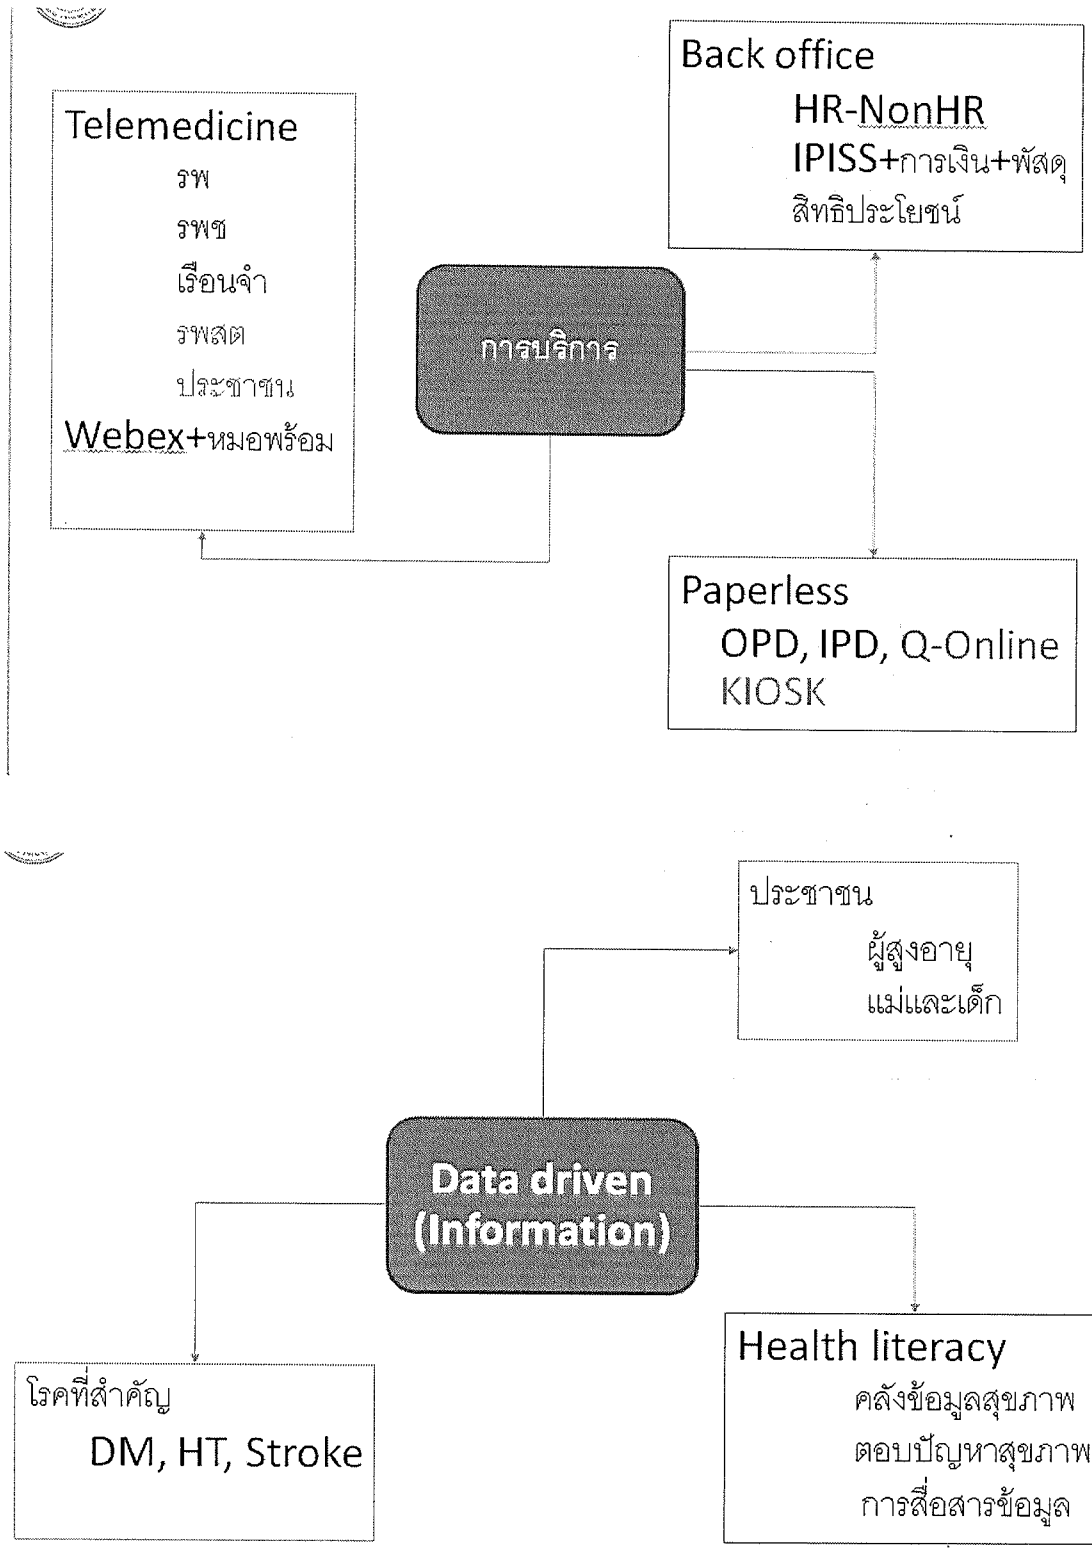 Back office
HR-NonHR
IPISS+การเงิน+พัสดุ
สิทธิประโยชน์
Telemedicine
รพ
รพช
เรือนจำ
รพสต
ประชาชน
Webex+หมอพร้อม
การบริการ
Paperless
OPD, IPD, Q-Online
KIOSK
ประชาชน
ผู้สูงอายุ
แม่และเด็ก
Data driven
(Information)
โรคที่สำคัญ
DM, HT, Stroke
Health literacy
คลังข้อมูลสุขภาพ
ตอบปัญหาสุขภาพ
การสื่อสารข้อมูล